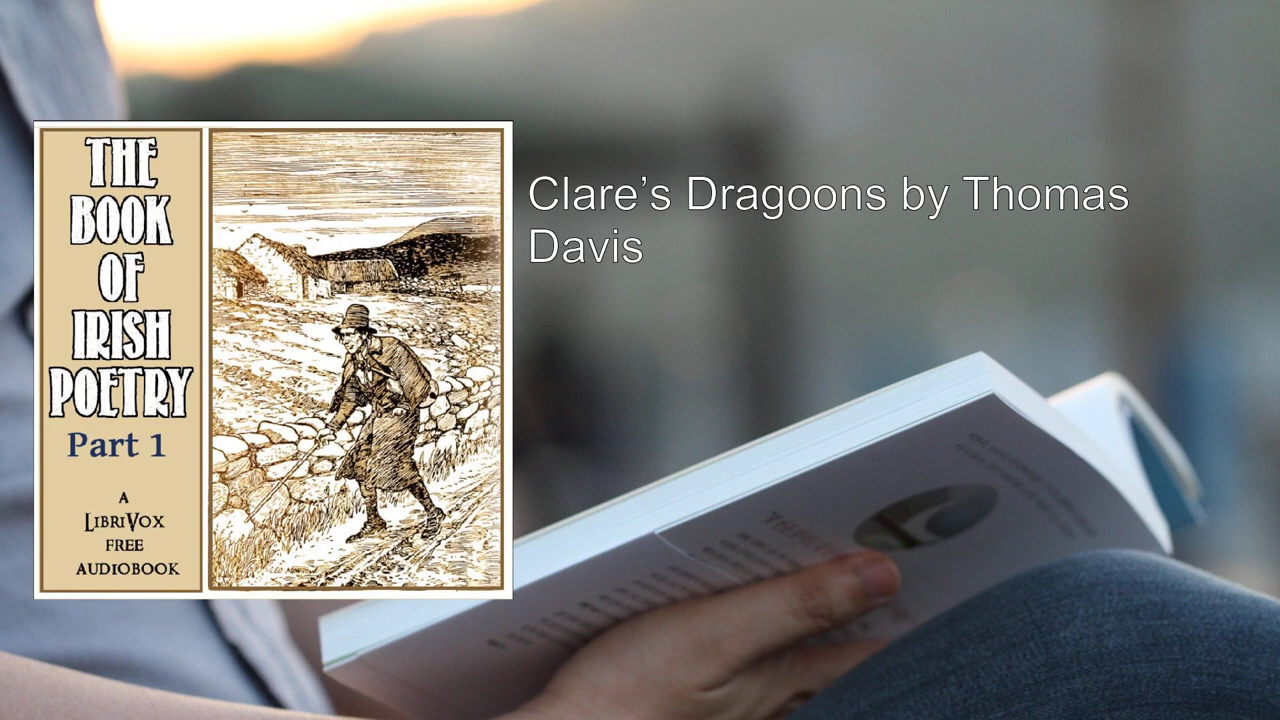 THE
BOOK
OF
IRISH
POETRY
Part 1
A
LIBRIVOX
FREE
AUDIOBOOK
Clare’s Dragoons by Thomas
Davis